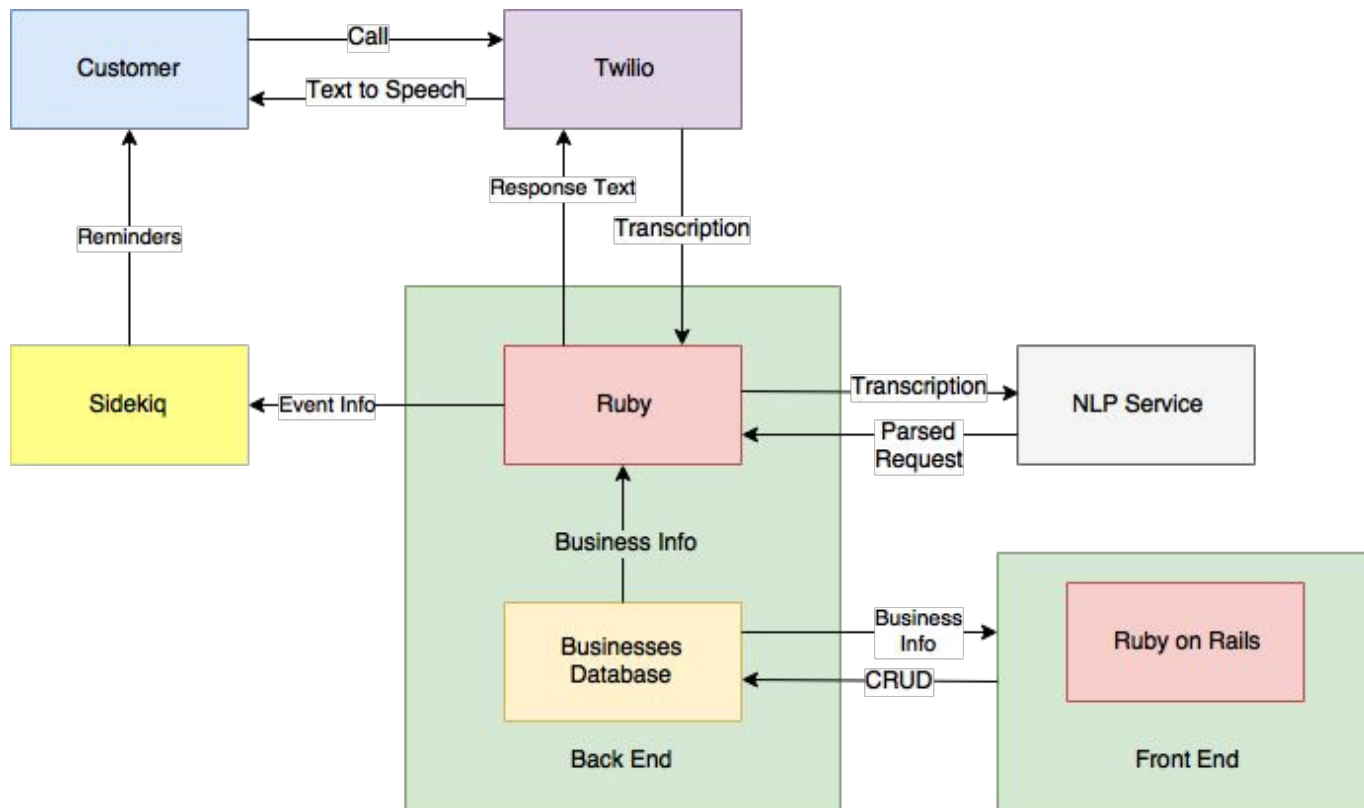 Customer
Call
Twilio
Text to Speech
Response Text
Transcription
Reminders
Sidekiq
Event Info
Ruby
Transcription
NLP Service
Parsed
Request
Business Info
Businesses
Database
Business
Info
CRUD
Ruby on Rails
Back End
Front End